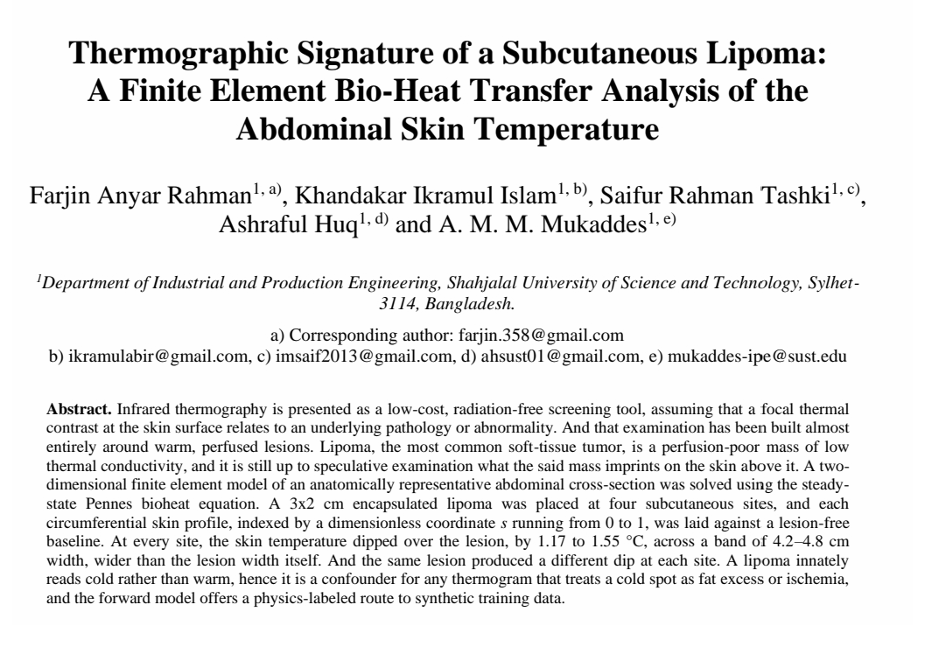 Thermographic Signature of a Subcutaneous Lipoma:
A Finite Element Bio-Heat Transfer Analysis of the
Abdominal Skin Temperature
Farjin Anyar Rahman1, a), Khandakar Ikramul Islam1, b), Saifur Rahman Tashki1, c),
Ashraful Huq1, d) and A. M. M. Mukaddes1, e)
1Department of Industrial and Production Engineering, Shahjalal University of Science and Technology, Sylhet-
3114, Bangladesh.
a) Corresponding author: farjin.358@gmail.com
b) ikramulabir@gmail.com, c) imsaif2013@gmail.com, d) ahsust01@gmail.com, e) mukaddes-ipe@sust.edu
Abstract. Infrared thermography is presented as a low-cost, radiation-free screening tool, assuming that a focal thermal
contrast at the skin surface relates to an underlying pathology or abnormality. And that examination has been built almost
entirely around warm, perfused lesions. Lipoma, the most common soft-tissue tumor, is a perfusion-poor mass of low
thermal conductivity, and it is still up to speculative examination what the said mass imprints on the skin above it. A two-
dimensional finite element model of an anatomically representative abdominal cross-section was solved using the steady-
state Pennes bioheat equation. A 3x2 cm encapsulated lipoma was placed at four subcutaneous sites, and each
circumferential skin profile, indexed by a dimensionless coordinate s running from 0 to 1, was laid against a lesion-free
baseline. At every site, the skin temperature dipped over the lesion, by 1.17 to 1.55 °C, across a band of 4.2–4.8 cm
width, wider than the lesion width itself. And the same lesion produced a different dip at each site. A lipoma innately
reads cold rather than warm, hence it is a confounder for any thermogram that treats a cold spot as fat excess or ischemia,
and the forward model offers a physics-labeled route to synthetic training data.